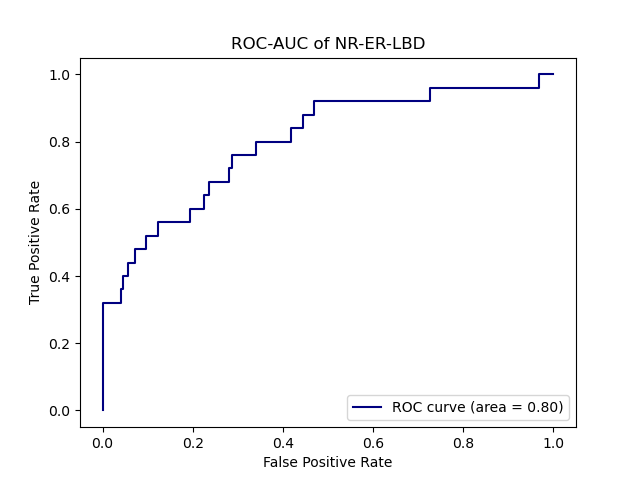 ROC-AUC of NR-ER-LBD
True Positive Rate
1.0
0.8
0.6
0.4
0.2
0.0
ROC curve (area = 0.80)
0.0 0.2 0.4 0.6 0.8 1.0
False Positive Rate